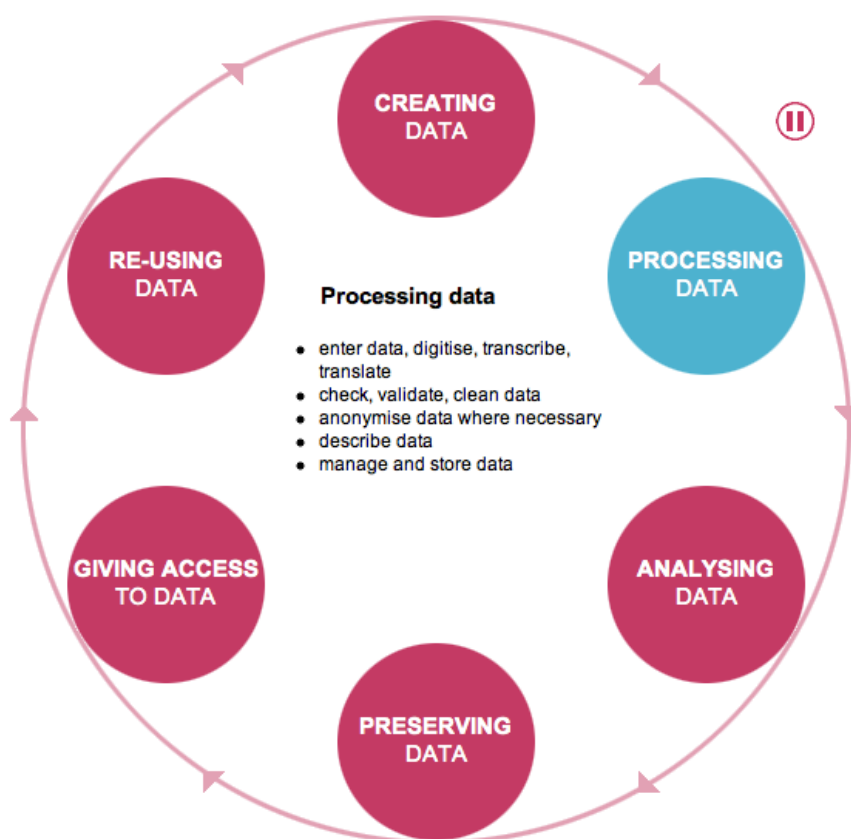 CREATING
DATA
PROCESSING
DATA
RE-USING
DATA
Processing data
• enter data, digitise, transcribe,
translate
• check, validate, clean data
• anonymise data where necessary
• describe data
• manage and store data
GIVING ACCESS
TO DATA
ANALYSING
DATA
PRESERVING
DATA